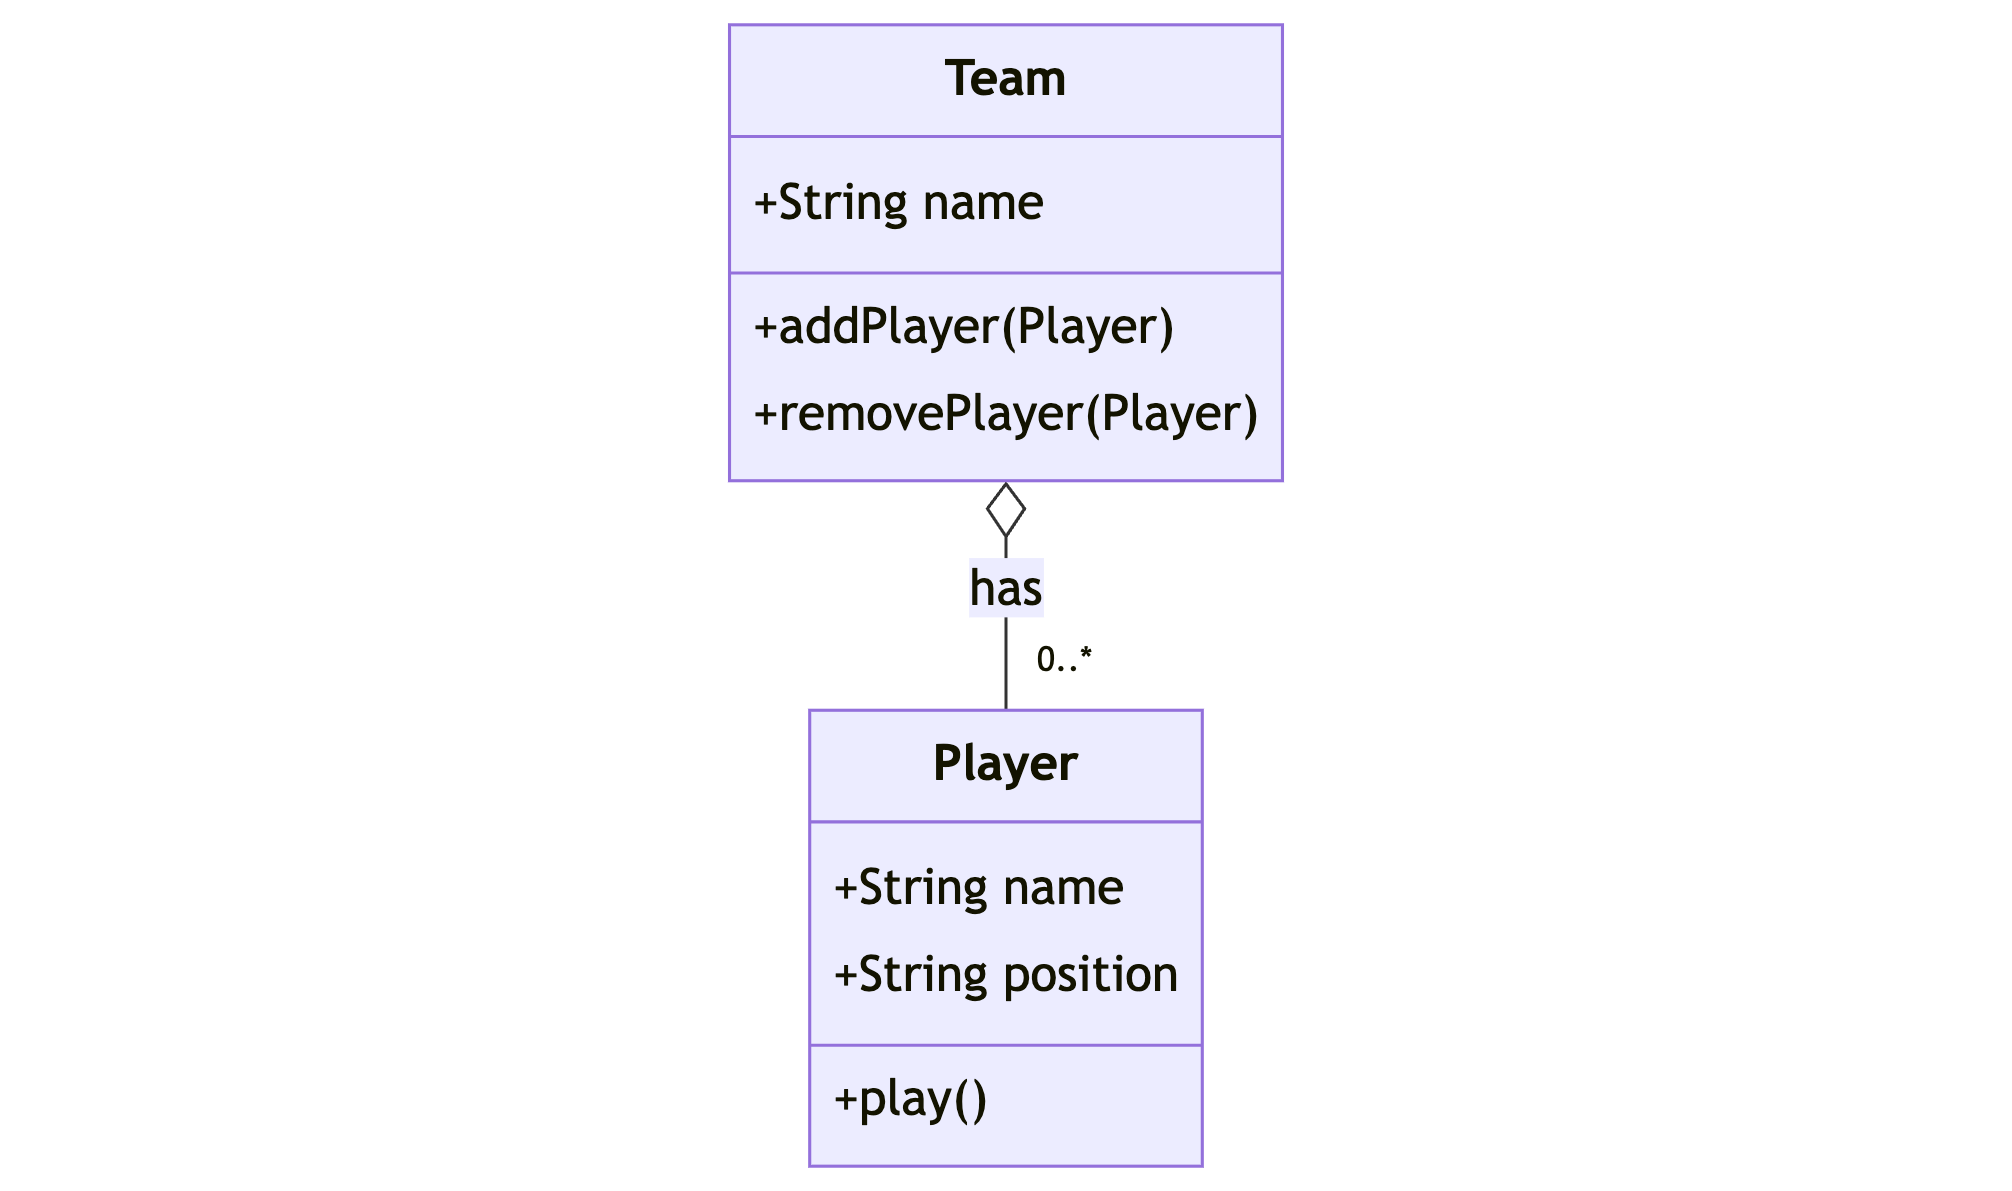 Team
+String name
+addPlayer(Player)
+removePlayer(Player)
has
0..*
Player
+String name
+String position
+play()